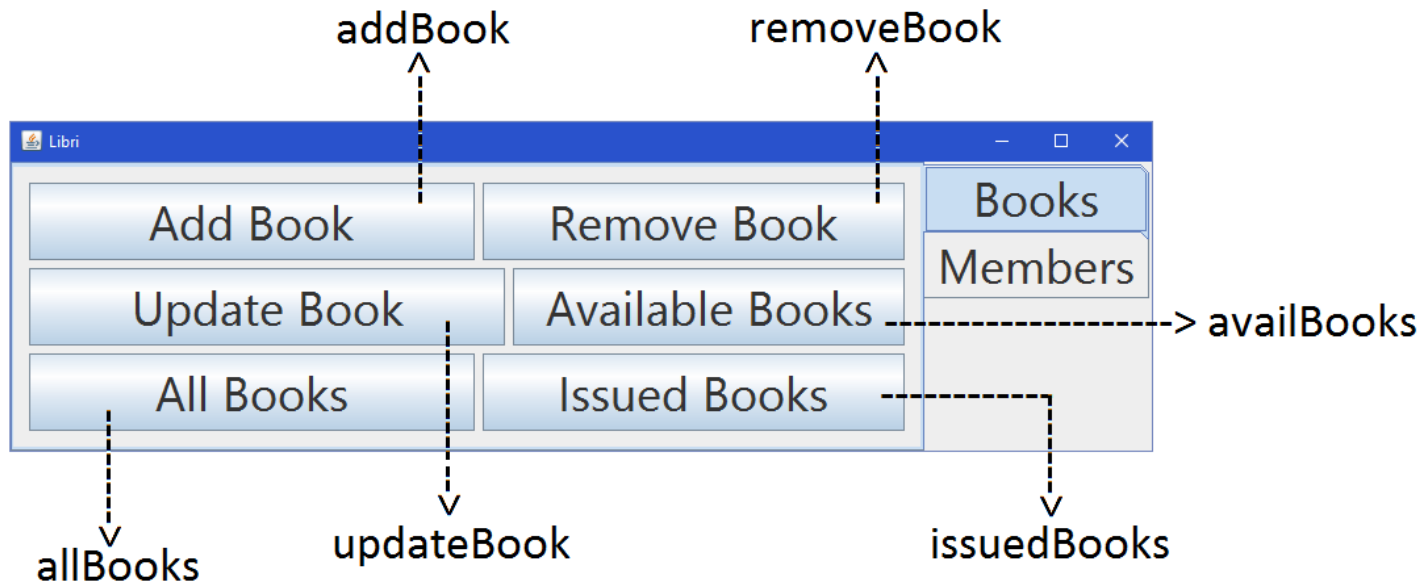 addBook removeBook
Libri
Add Book Remove Book Books
Members
Update Book Available Books
availBooks
All Books Issued Books
updateBook issuedBooks
allBooks